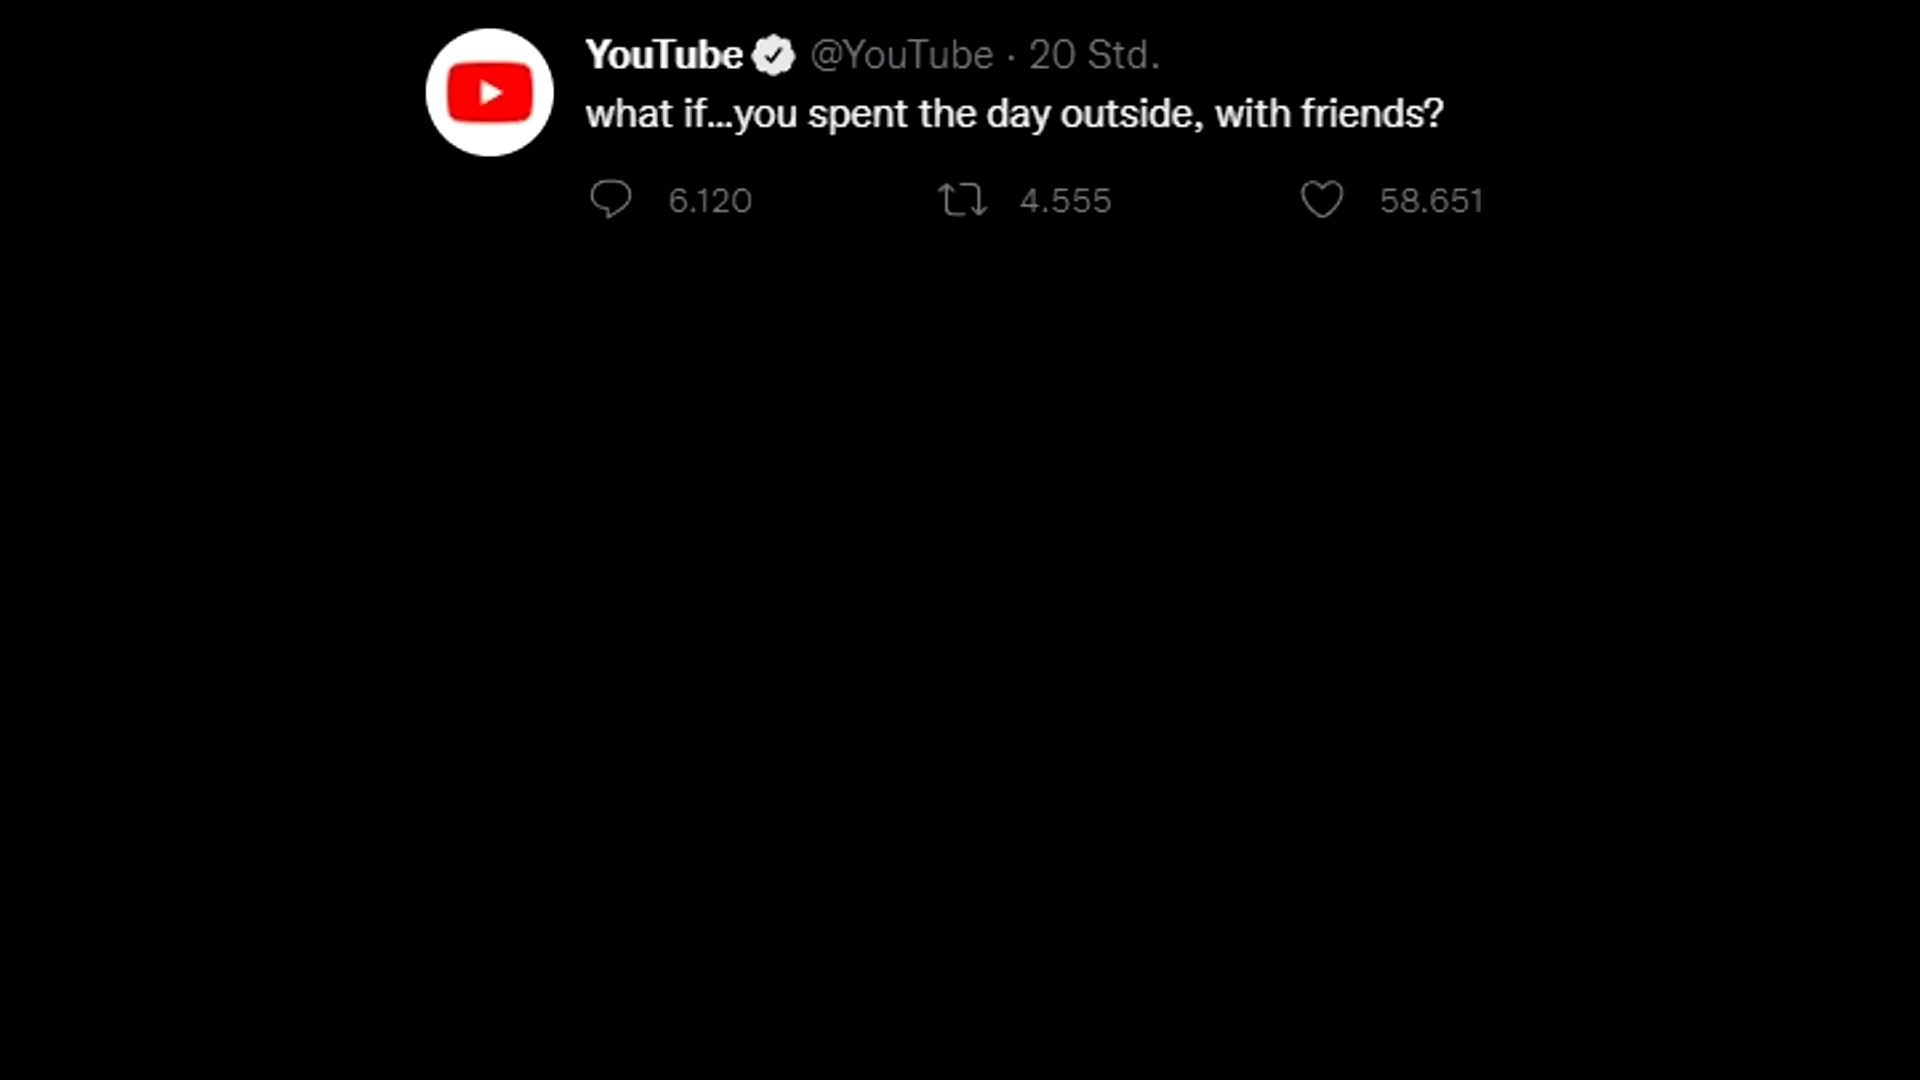 YouTube @YouTube · 20 Std.
what if...you spent the day outside, with friends?
6.120 4.555 58.651